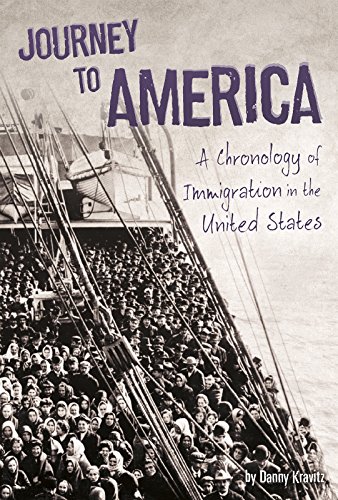 JOURNEY
TO AMERICA
A Chronology of
Immigration in the
United States
by Danny Kravitz